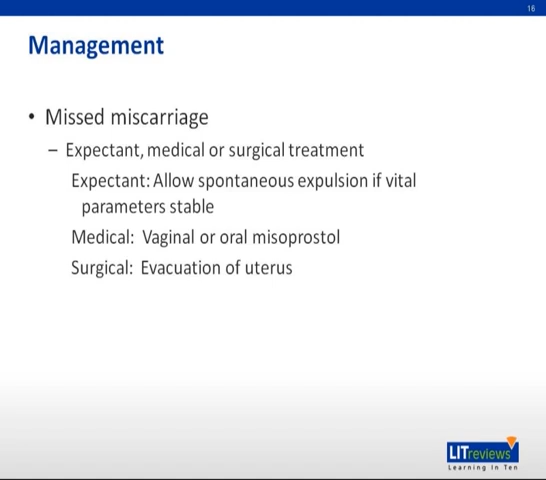 16
Management
• Missed miscarriage
– Expectant, medical or surgical treatment
Expectant: Allow spontaneous expulsion if vital
parameters stable
Medical: Vaginal or oral misoprostol
Surgical: Evacuation of uterus
LITreviews
Learning In Ten